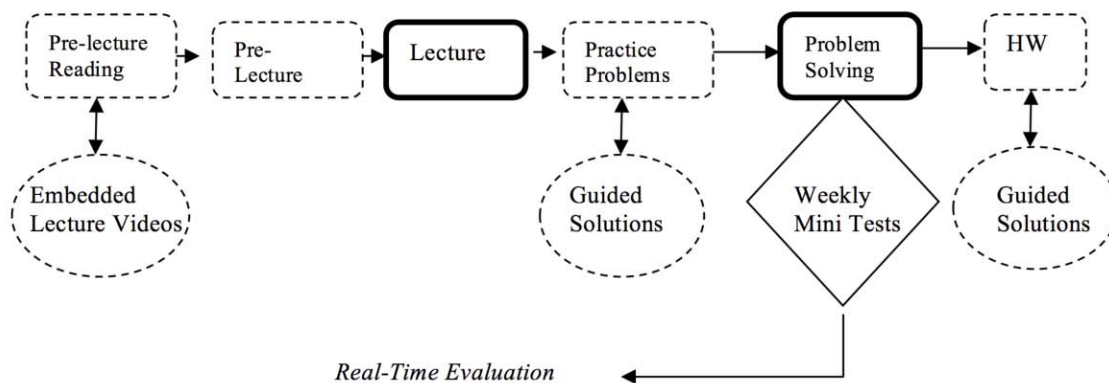 Pre-lecture
Reading
Pre-
Lecture
Lecture
Practice
Problems
Problem
Solving
HW
Embedded
Lecture Videos
Guided
Solutions
Weekly
Mini Tests
Guided
Solutions
Real-Time Evaluation